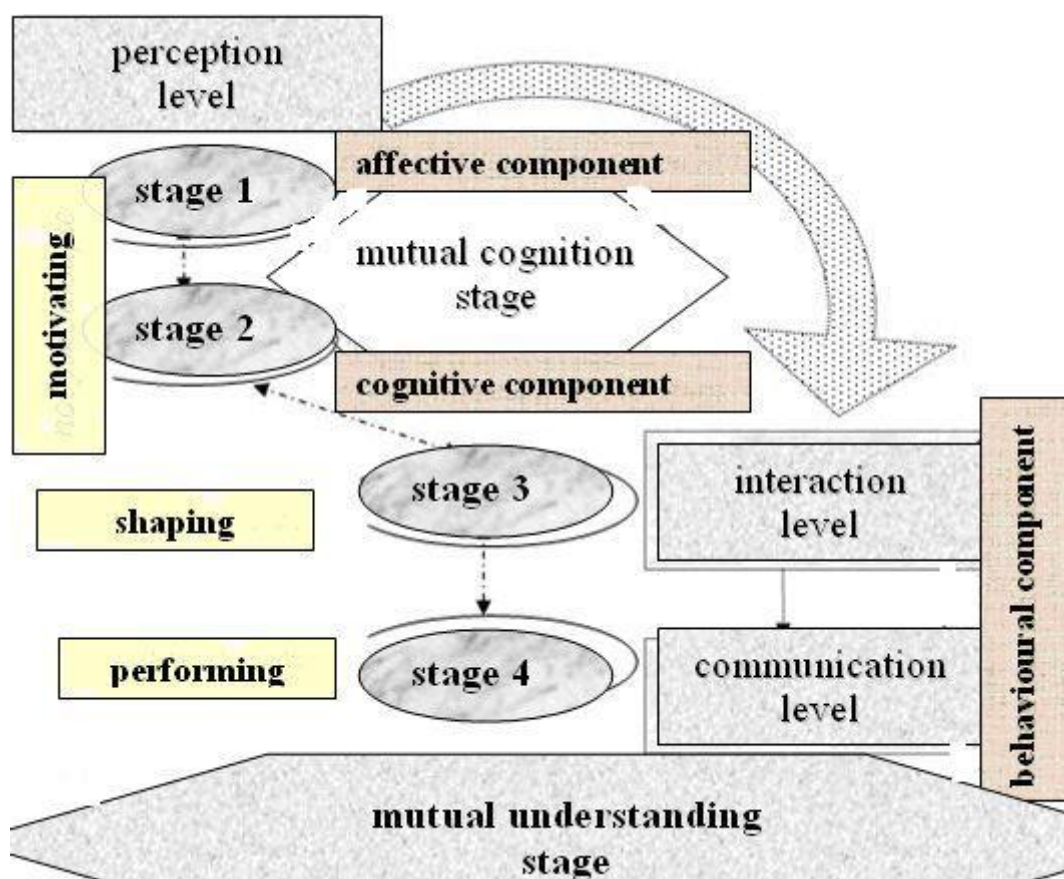 perception
level
affective component
stage 1
motivating
mutual cognition
stage
stage 2
cognitive component
stage 3
interaction
level
shaping
behavioural component
performing
stage 4
communication
level
mutual understanding
stage